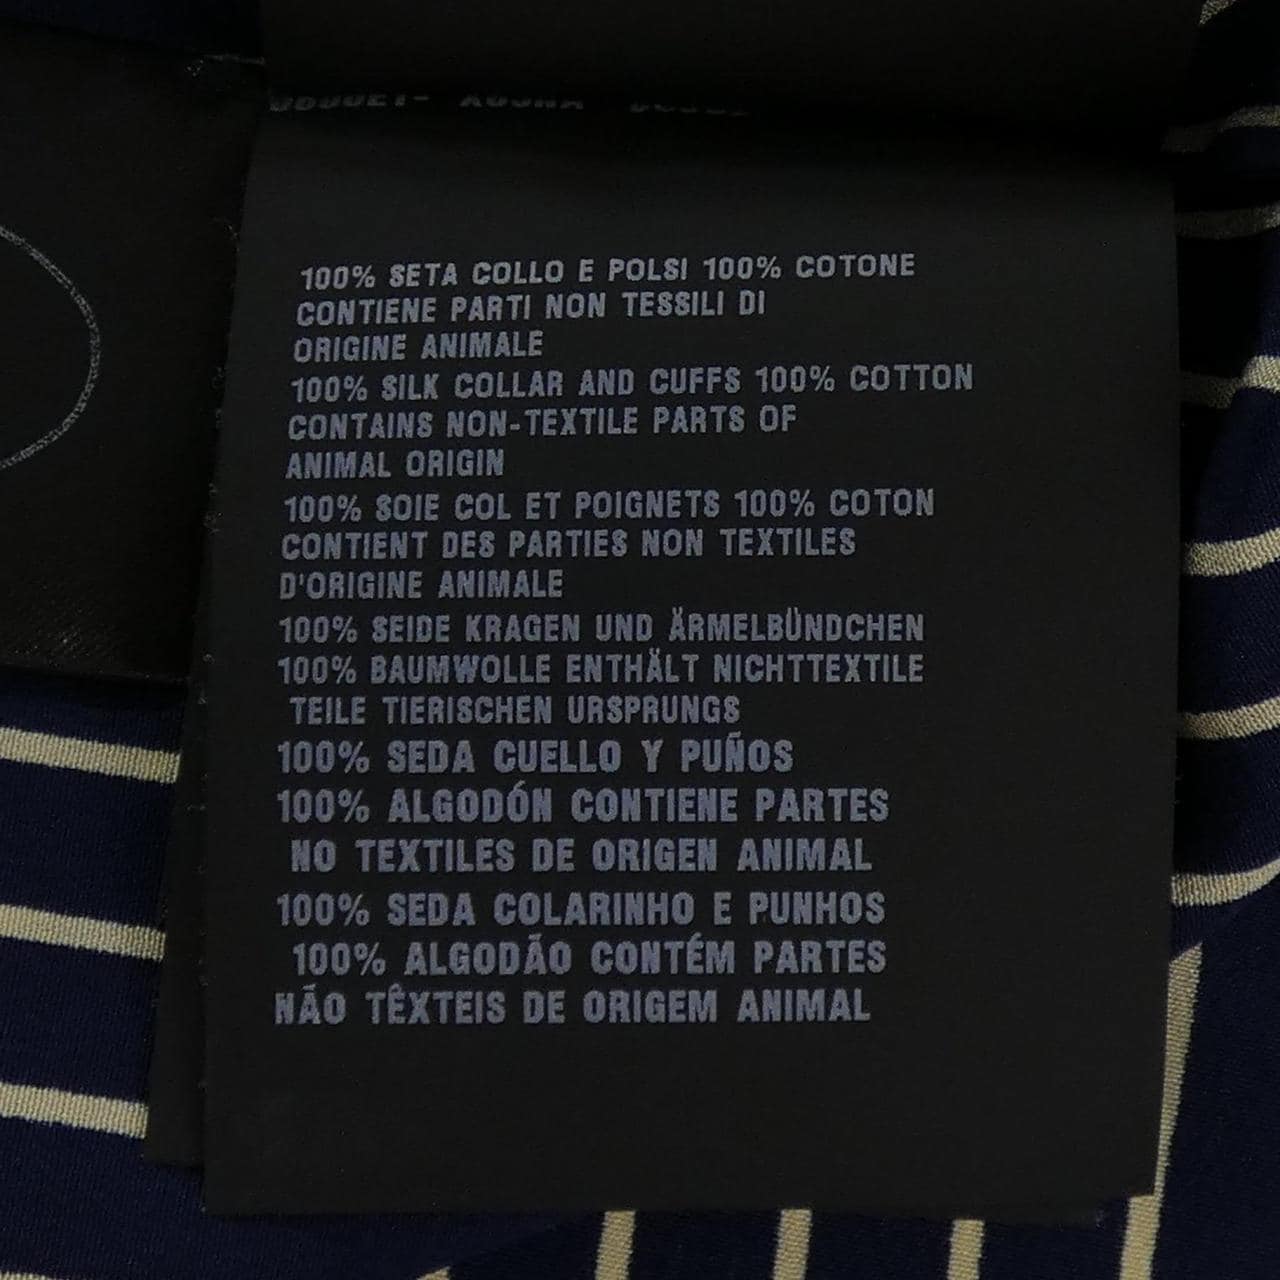 100% SETA COLLO E POLSI 100% COTONE
CONTIENE PARTI NON TESSILI DI
ORIGINE ANIMALE
100% SILK COLLAR AND CUFFS 100% COTTON
CONTAINS NON-TEXTILE PARTS OF
ANIMAL ORIGIN
100% SOIE COL ET POIGNETS 100% COTON
CONTIENT DES PARTIES NON TEXTILES
D'ORIGINE ANIMALE
100% SEIDE KRAGEN UND ÄRMELBÜNDCHEN
100% BAUMWOLLE ENTHÄLT NICHTTEXTILE
TEILE TIERISCHEN URSPRUNGS
100% SEDA CUELLO Y PUÑOS
100% ALGODÓN CONTIENE PARTES
NO TEXTILES DE ORIGEN ANIMAL
100% SEDA COLARINHO E PUNHOS
100% ALGODÃO CONTÉM PARTES
NÃO TÊXTEIS DE ORIGEM ANIMAL